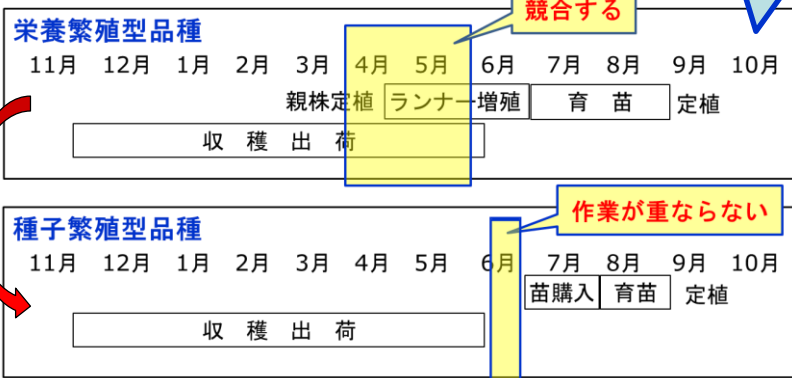 競合する
栄養繁殖型品種
11月 12月 1月 2月 3月 4月 5月 6月 7月 8月 9月 10月
親株定植 ランナー増殖 育 苗 定植
収 穫 出 荷
作業が重ならない
種子繁殖型品種
11月 12月 1月 2月 3月 4月 5月 6月 7月 8月 9月 10月
苗購入 育苗 定植
収 穫 出 荷